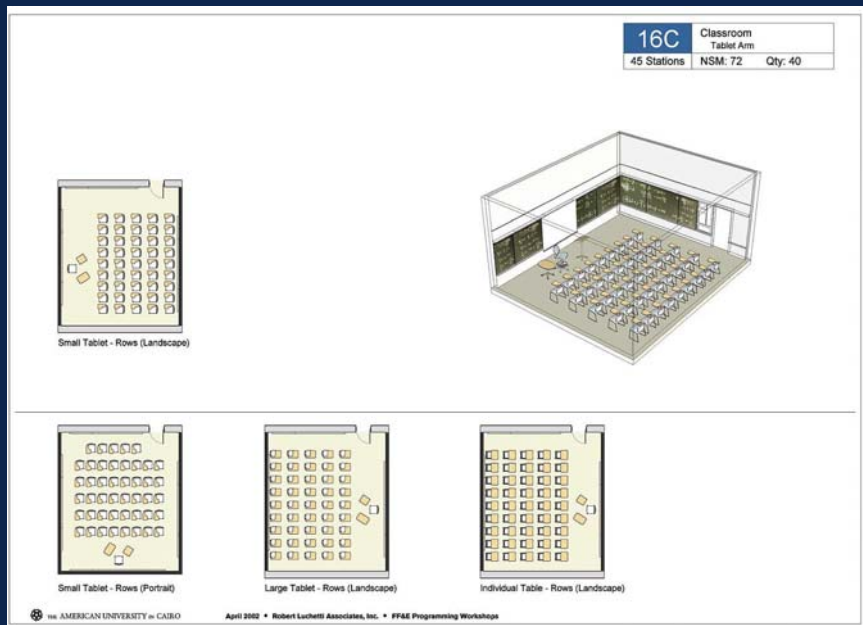 16C
Classroom
Tablet Arm
45 Stations
NSM: 72
Qty: 40
Small Tablet - Rows (Landscape)
Small Tablet - Rows (Portrait)
Large Tablet - Rows (Landscape)
Individual Table - Rows (Landscape)
THE AMERICAN UNIVERSITY IN CAIRO
April 2002 • Robert Luchetti Associates, Inc. • FF&E Programming Workshops